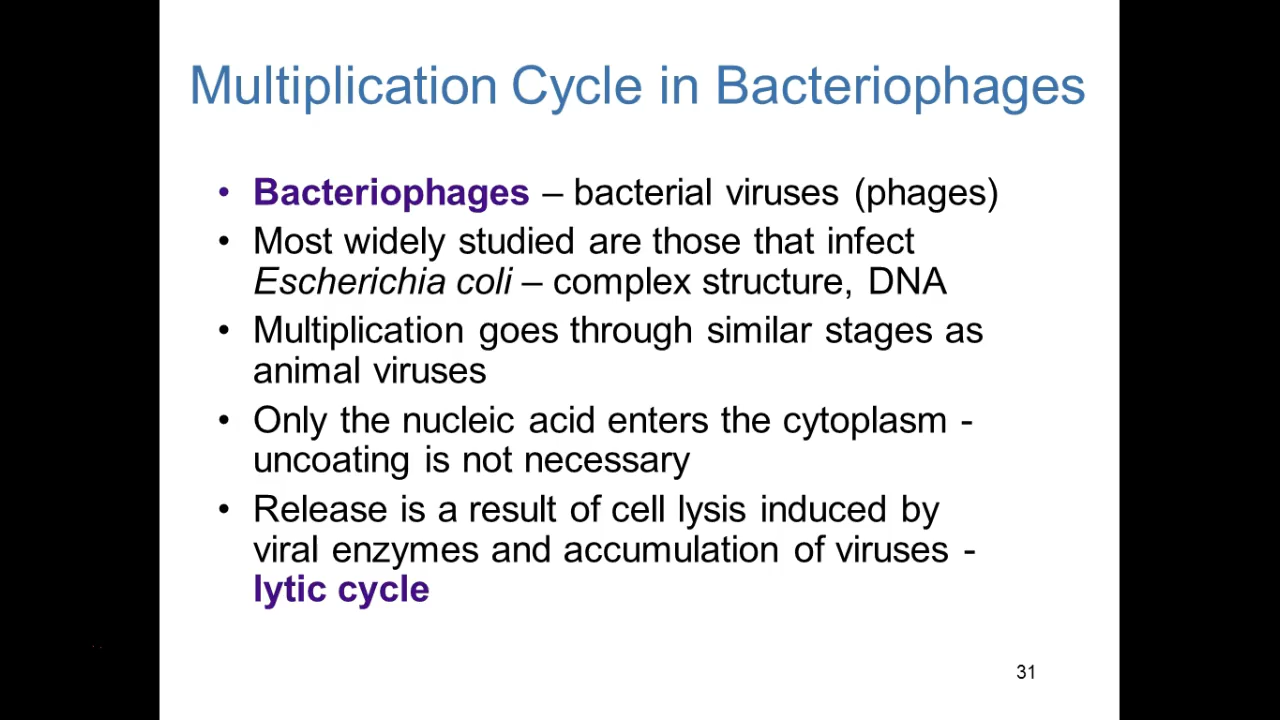 Multiplication Cycle in Bacteriophages
• Bacteriophages – bacterial viruses (phages)
• Most widely studied are those that infect
Escherichia coli – complex structure, DNA
• Multiplication goes through similar stages as
animal viruses
• Only the nucleic acid enters the cytoplasm -
uncoating is not necessary
• Release is a result of cell lysis induced by
viral enzymes and accumulation of viruses -
lytic cycle
31